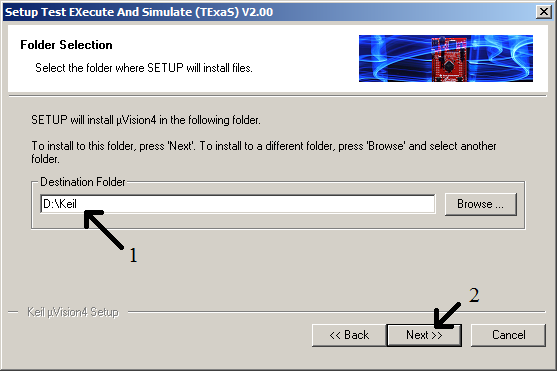 Setup Test EXecute And Simulate (TExaS) V2.00
Folder Selection
Select the folder where SETUP will install files.
SETUP will install µVision4 in the following folder.
To install to this folder, press 'Next'. To install to a different folder, press 'Browse' and select another
folder.
Destination Folder
D:\Keil
Browse ...
1
2
Keil µVision4 Setup
<< Back
Next >>
Cancel